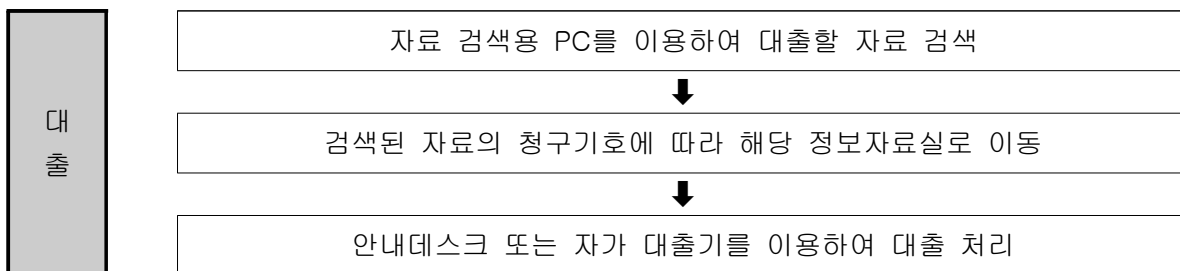 대
출
자료 검색용 PC를 이용하여 대출할 자료 검색
검색된 자료의 청구기호에 따라 해당 정보자료실로 이동
안내데스크 또는 자가 대출기를 이용하여 대출 처리